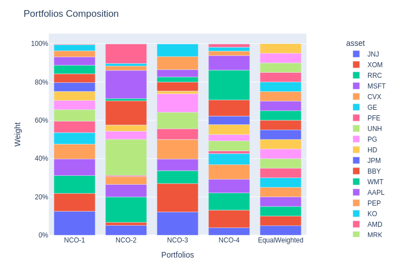 Portfolios Composition
100%
80%
60%
40%
20%
0%
Weight
NCO-1
NCO-2
NCO-3
NCO-4
EqualWeighted
Portfolios
asset
JNJ
XOM
RRC
MSFT
CVX
GE
PFE
UNH
PG
HD
JPM
BBY
WMT
AAPL
PEP
KO
AMD
MRK